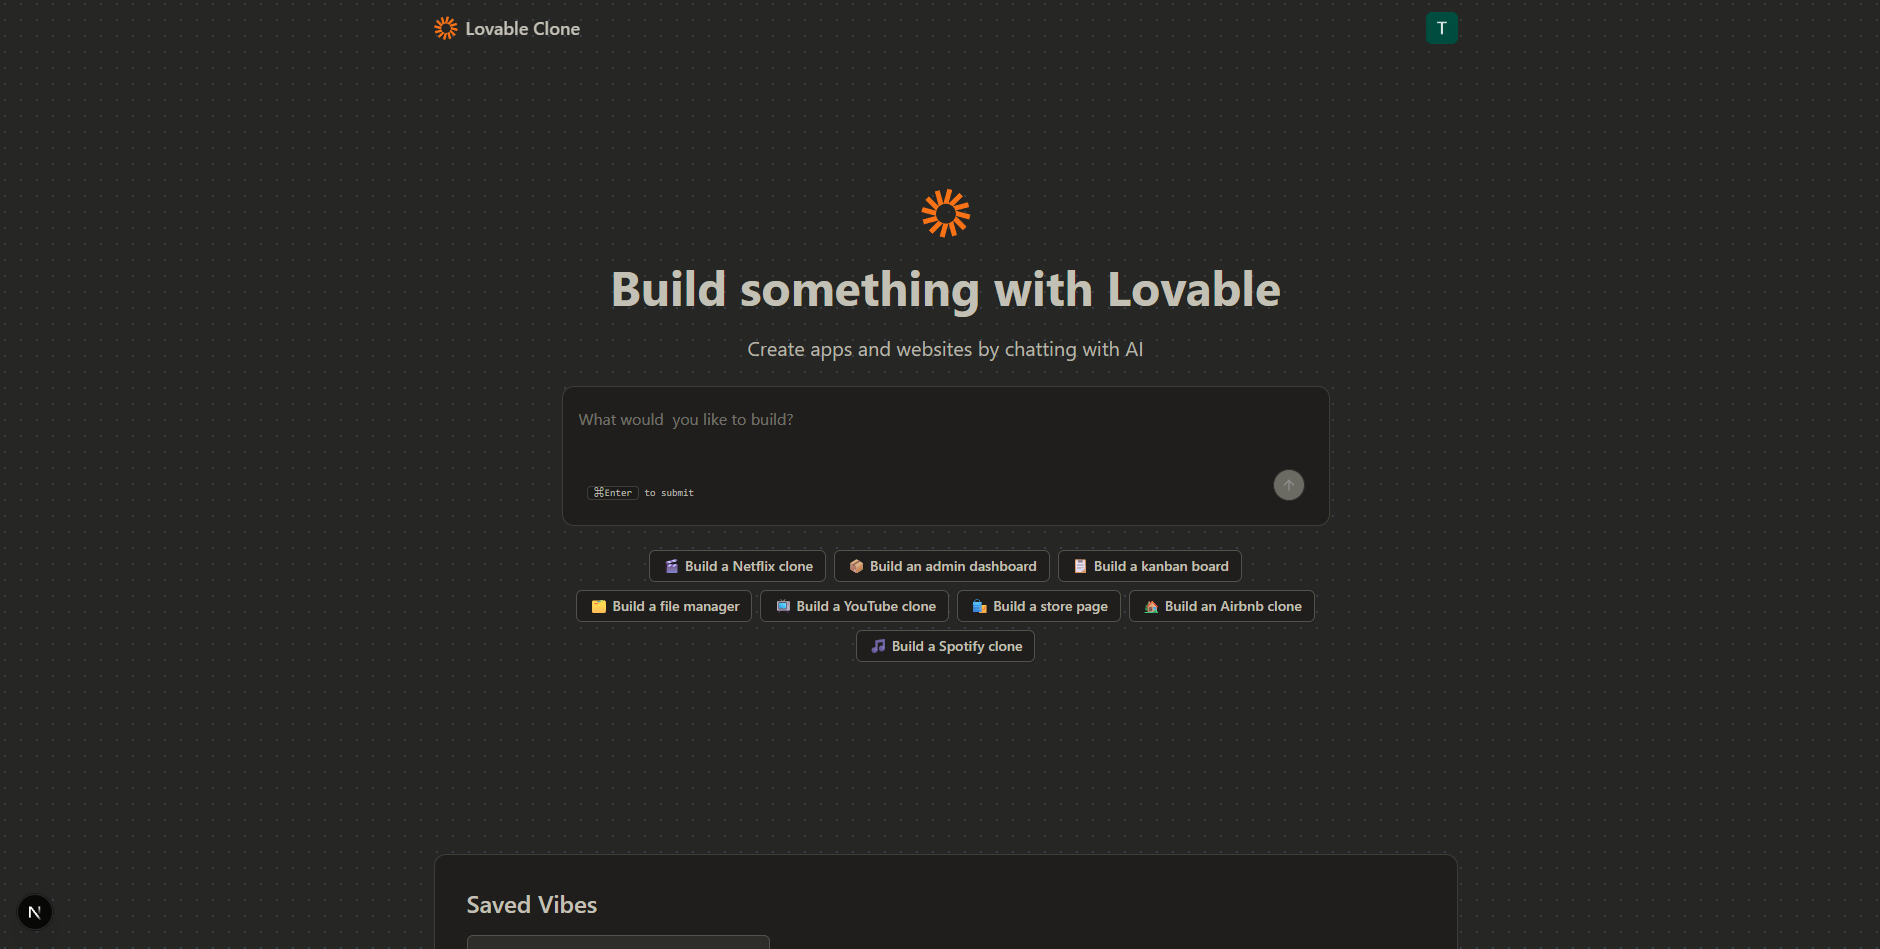 Lovable Clone
T
Build something with Lovable
Create apps and websites by chatting with AI
What would  you like to build?
⌘Enter to submit
Build a Netflix clone
Build an admin dashboard
Build a kanban board
Build a file manager
Build a YouTube clone
Build a store page
Build an Airbnb clone
Build a Spotify clone
Saved Vibes
N